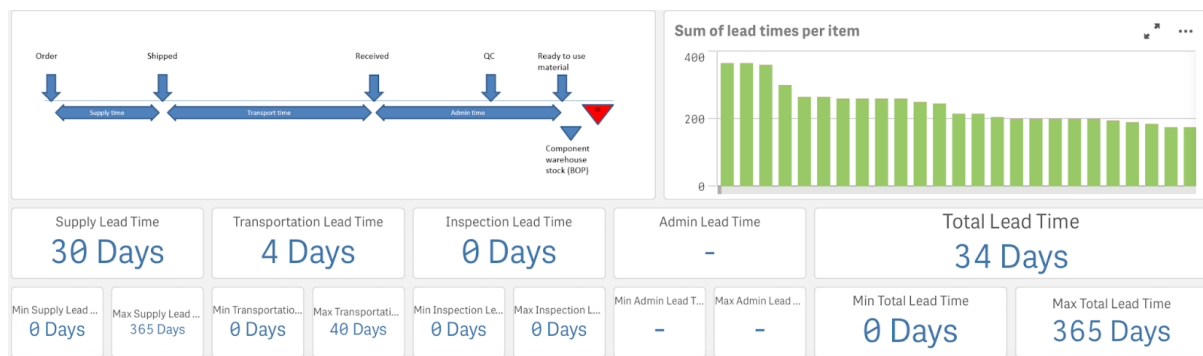 Order
Shipped
Received
QC
Ready to use
material
Supply time
Transport time
Admin time
Component
warehouse
stock (BOP)
Sum of lead times per item
400
200
0
Supply Lead Time
30 Days
Transportation Lead Time
4 Days
Inspection Lead Time
0 Days
Admin Lead Time
-
Total Lead Time
34 Days
Min Supply Lead ...
0 Days
Max Supply Lead ...
365 Days
Min Transportatio...
0 Days
Max Transportati...
40 Days
Min Inspection Le...
0 Days
Max Inspection L...
0 Days
Min Admin Lead T...
-
Max Admin Lead ...
-
Min Total Lead Time
0 Days
Max Total Lead Time
365 Days